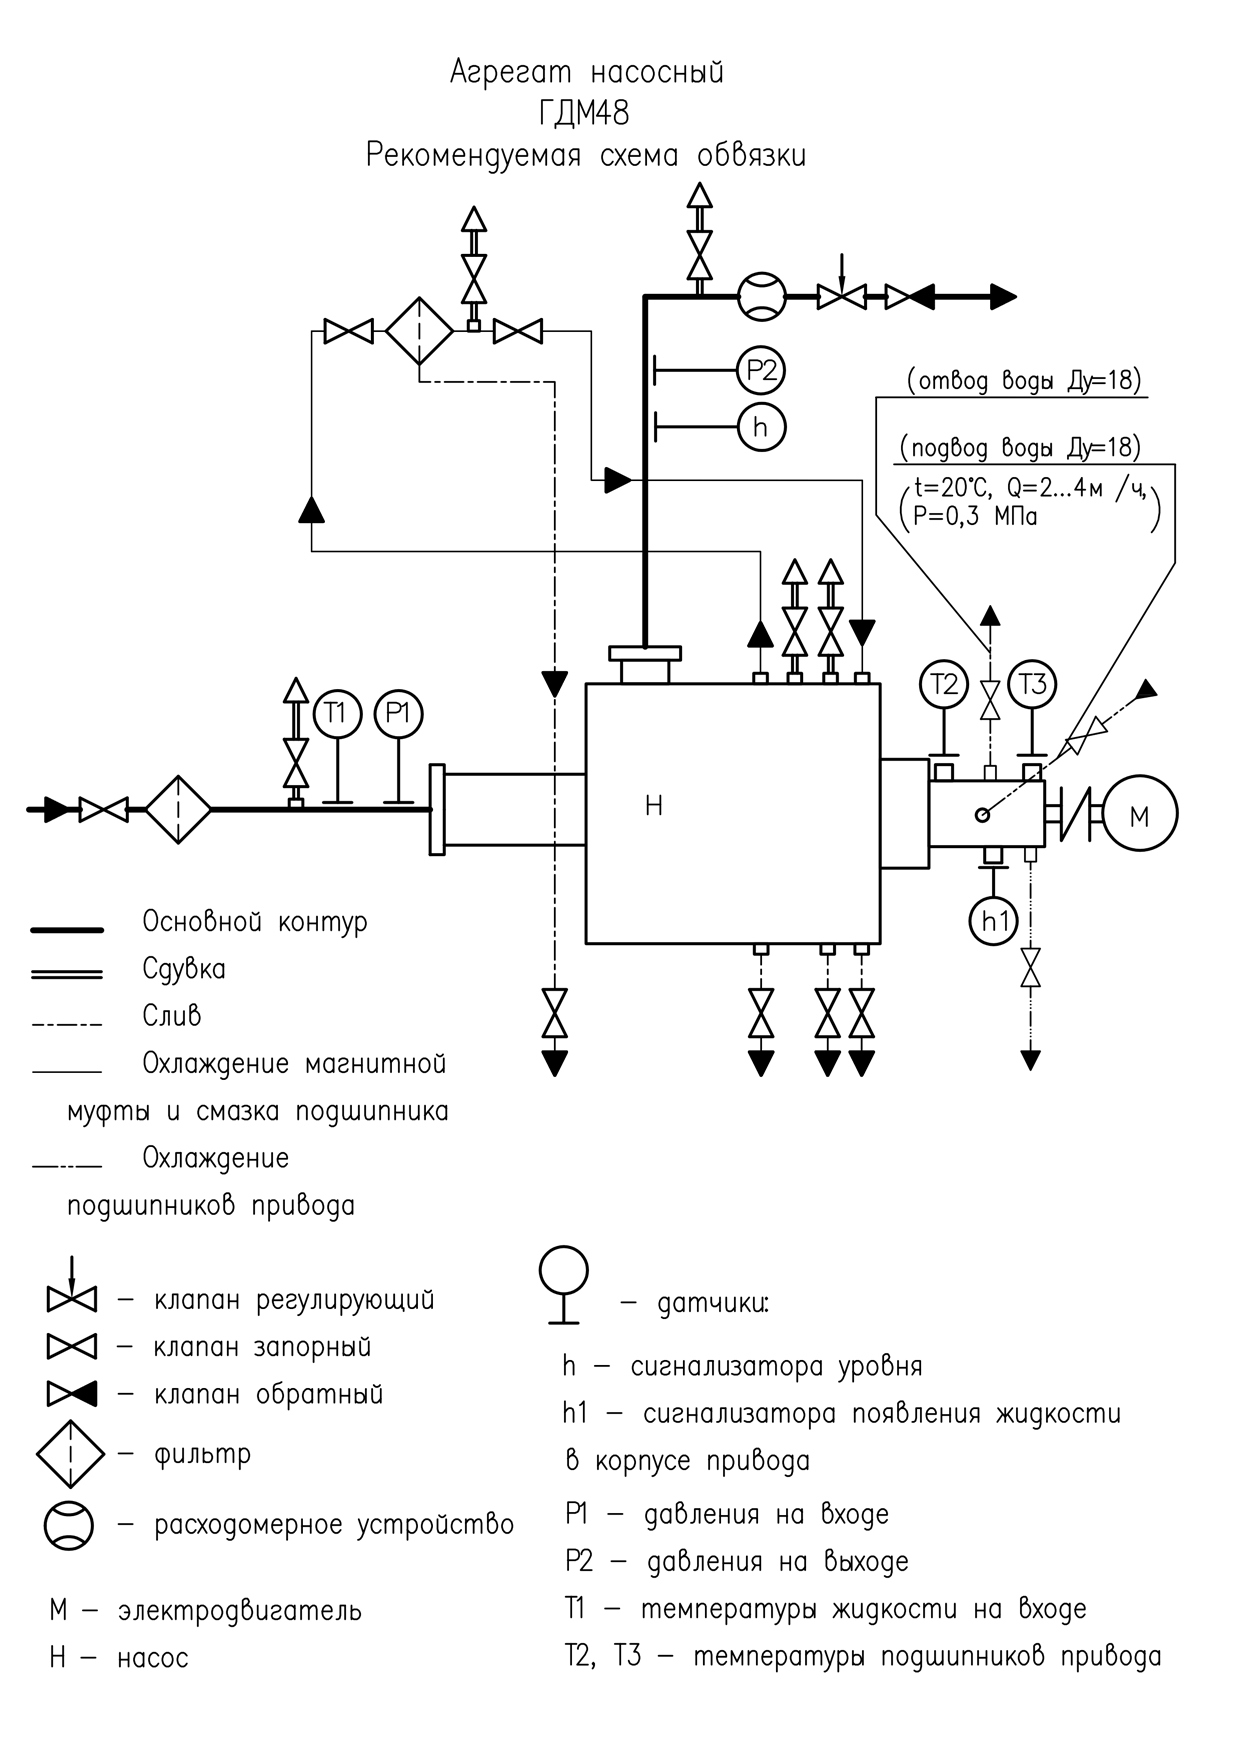 Агрегат насосный
ГДМ48
Рекомендуемая схема обвязки
P2
(отвод воды Ду=18)
h
(подвод воды Ду=18)
(t=20°С, Q=2...4м /ч,
P=0,3 МПа)
T2
T3
T1
P1
Н
М
h1
Основной контур
Сдувка
Слив
Охлаждение магнитной
муфты и смазка подшипника
Охлаждение
подшипников привода
– клапан регулирующий
– клапан запорный
– клапан обратный
– фильтр
– расходомерное устройство
М – электродвигатель
Н – насос
– датчики:
h – сигнализатора уровня
h1 – сигнализатора появления жидкости
в корпусе привода
P1 – давления на входе
P2 – давления на выходе
T1 – температуры жидкости на входе
T2, T3 – температуры подшипников привода